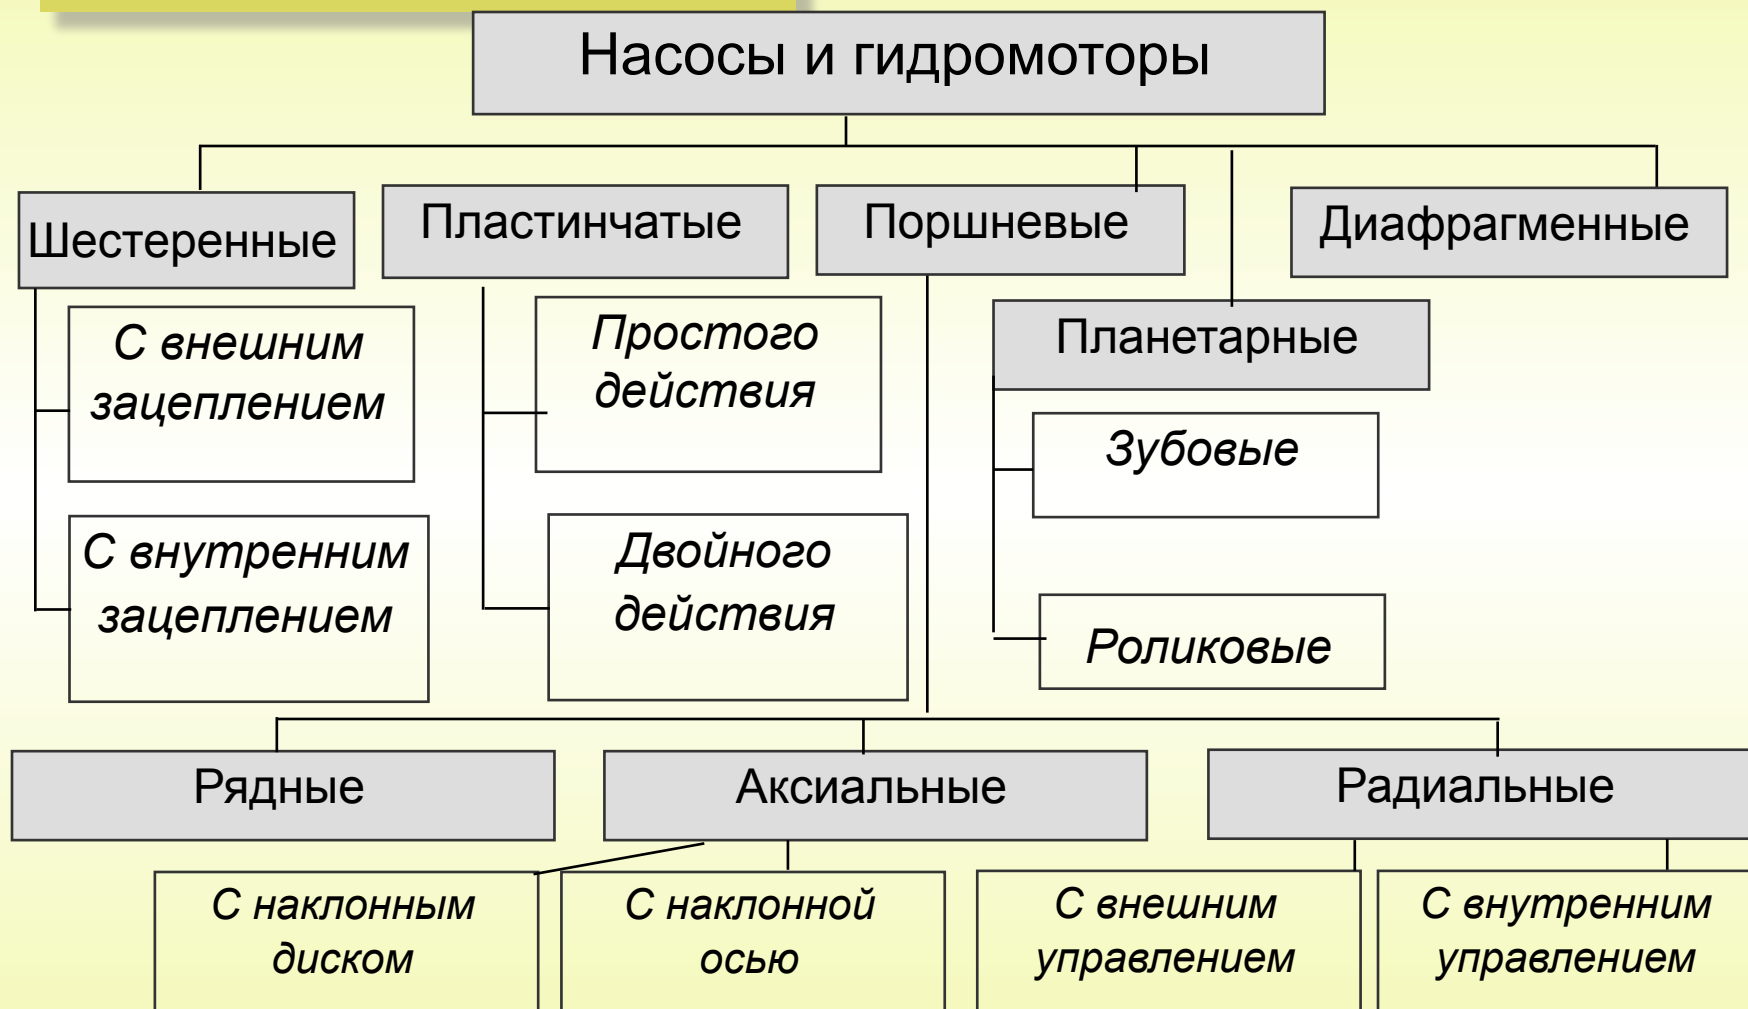 Насосы и гидромоторы
Шестеренные
Пластинчатые
Поршневые
Диафрагменные
С внешним
зацеплением
С внутренним
зацеплением
Простого
действия
Двойного
действия
Планетарные
Зубовые
Роликовые
Рядные
Аксиальные
Радиальные
С наклонным
диском
С наклонной
осью
С внешним
управлением
С внутренним
управлением